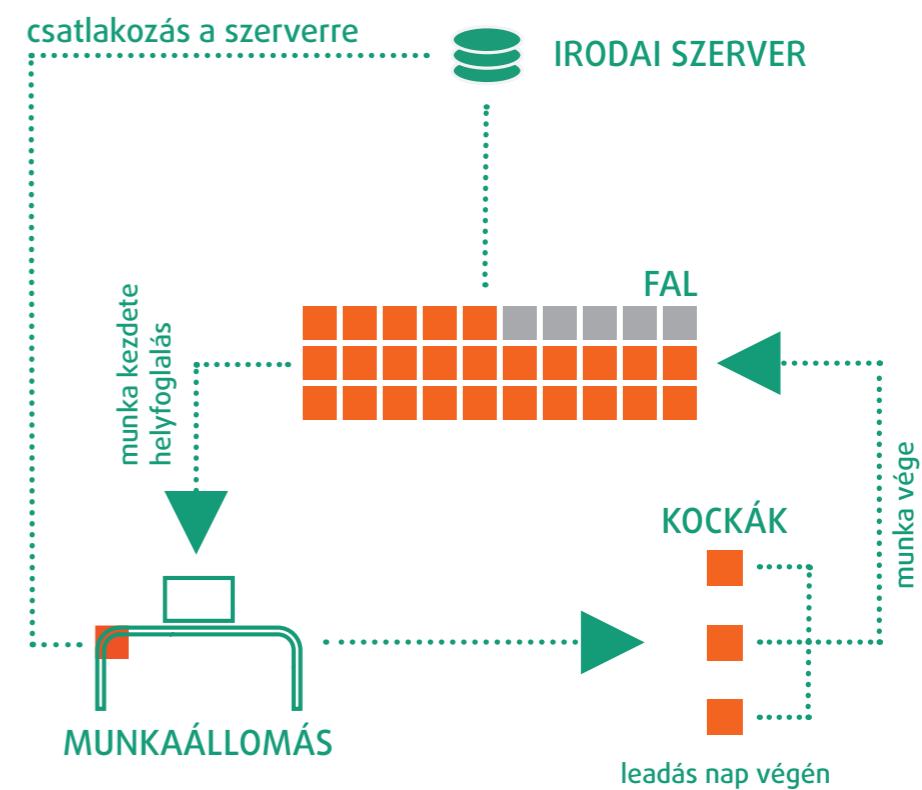 csatlakozás a szerverre
IRODAI SZERVER
FAL
munka kezdete
helyfoglalás
KOCKÁK
munka vége
MUNKAÁLLOMÁS
leadás nap végén